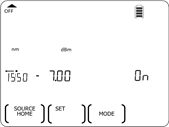 OFF
nm dBm
1550 - 7.00 On
SOURCE SET MODE
HOME